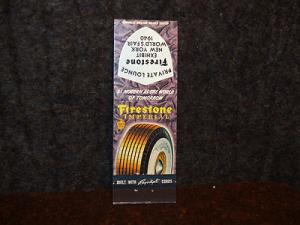 PRIVATE LOUNGE
Firestone
EXHIBIT
NEW YORK
WORLD'S FAIR
1940
AS MODERN AS THE WORLD
OF TOMORROW
Firestone
IMPERIAL
BUILT WITH CORDS